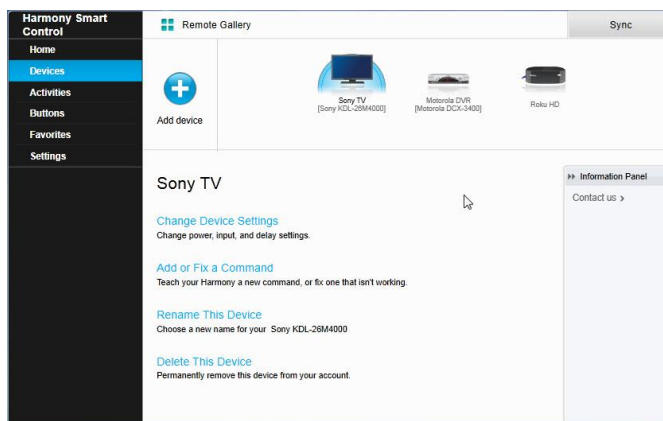 Harmony Smart
Control
Remote Gallery
Sync
Home
Devices
Activities
Buttons
Favorites
Settings
Add device
Sony TV
[Sony KDL-26M4000]
Motorola DVR
[Motorola DCX-3400]
Roku HD
Sony TV
Change Device Settings
Change power, input, and delay settings.
Add or Fix a Command
Teach your Harmony a new command, or fix one that isn't working.
Rename This Device
Choose a new name for your Sony KDL-26M4000
Delete This Device
Permanently remove this device from your account.
Information Panel
Contact us